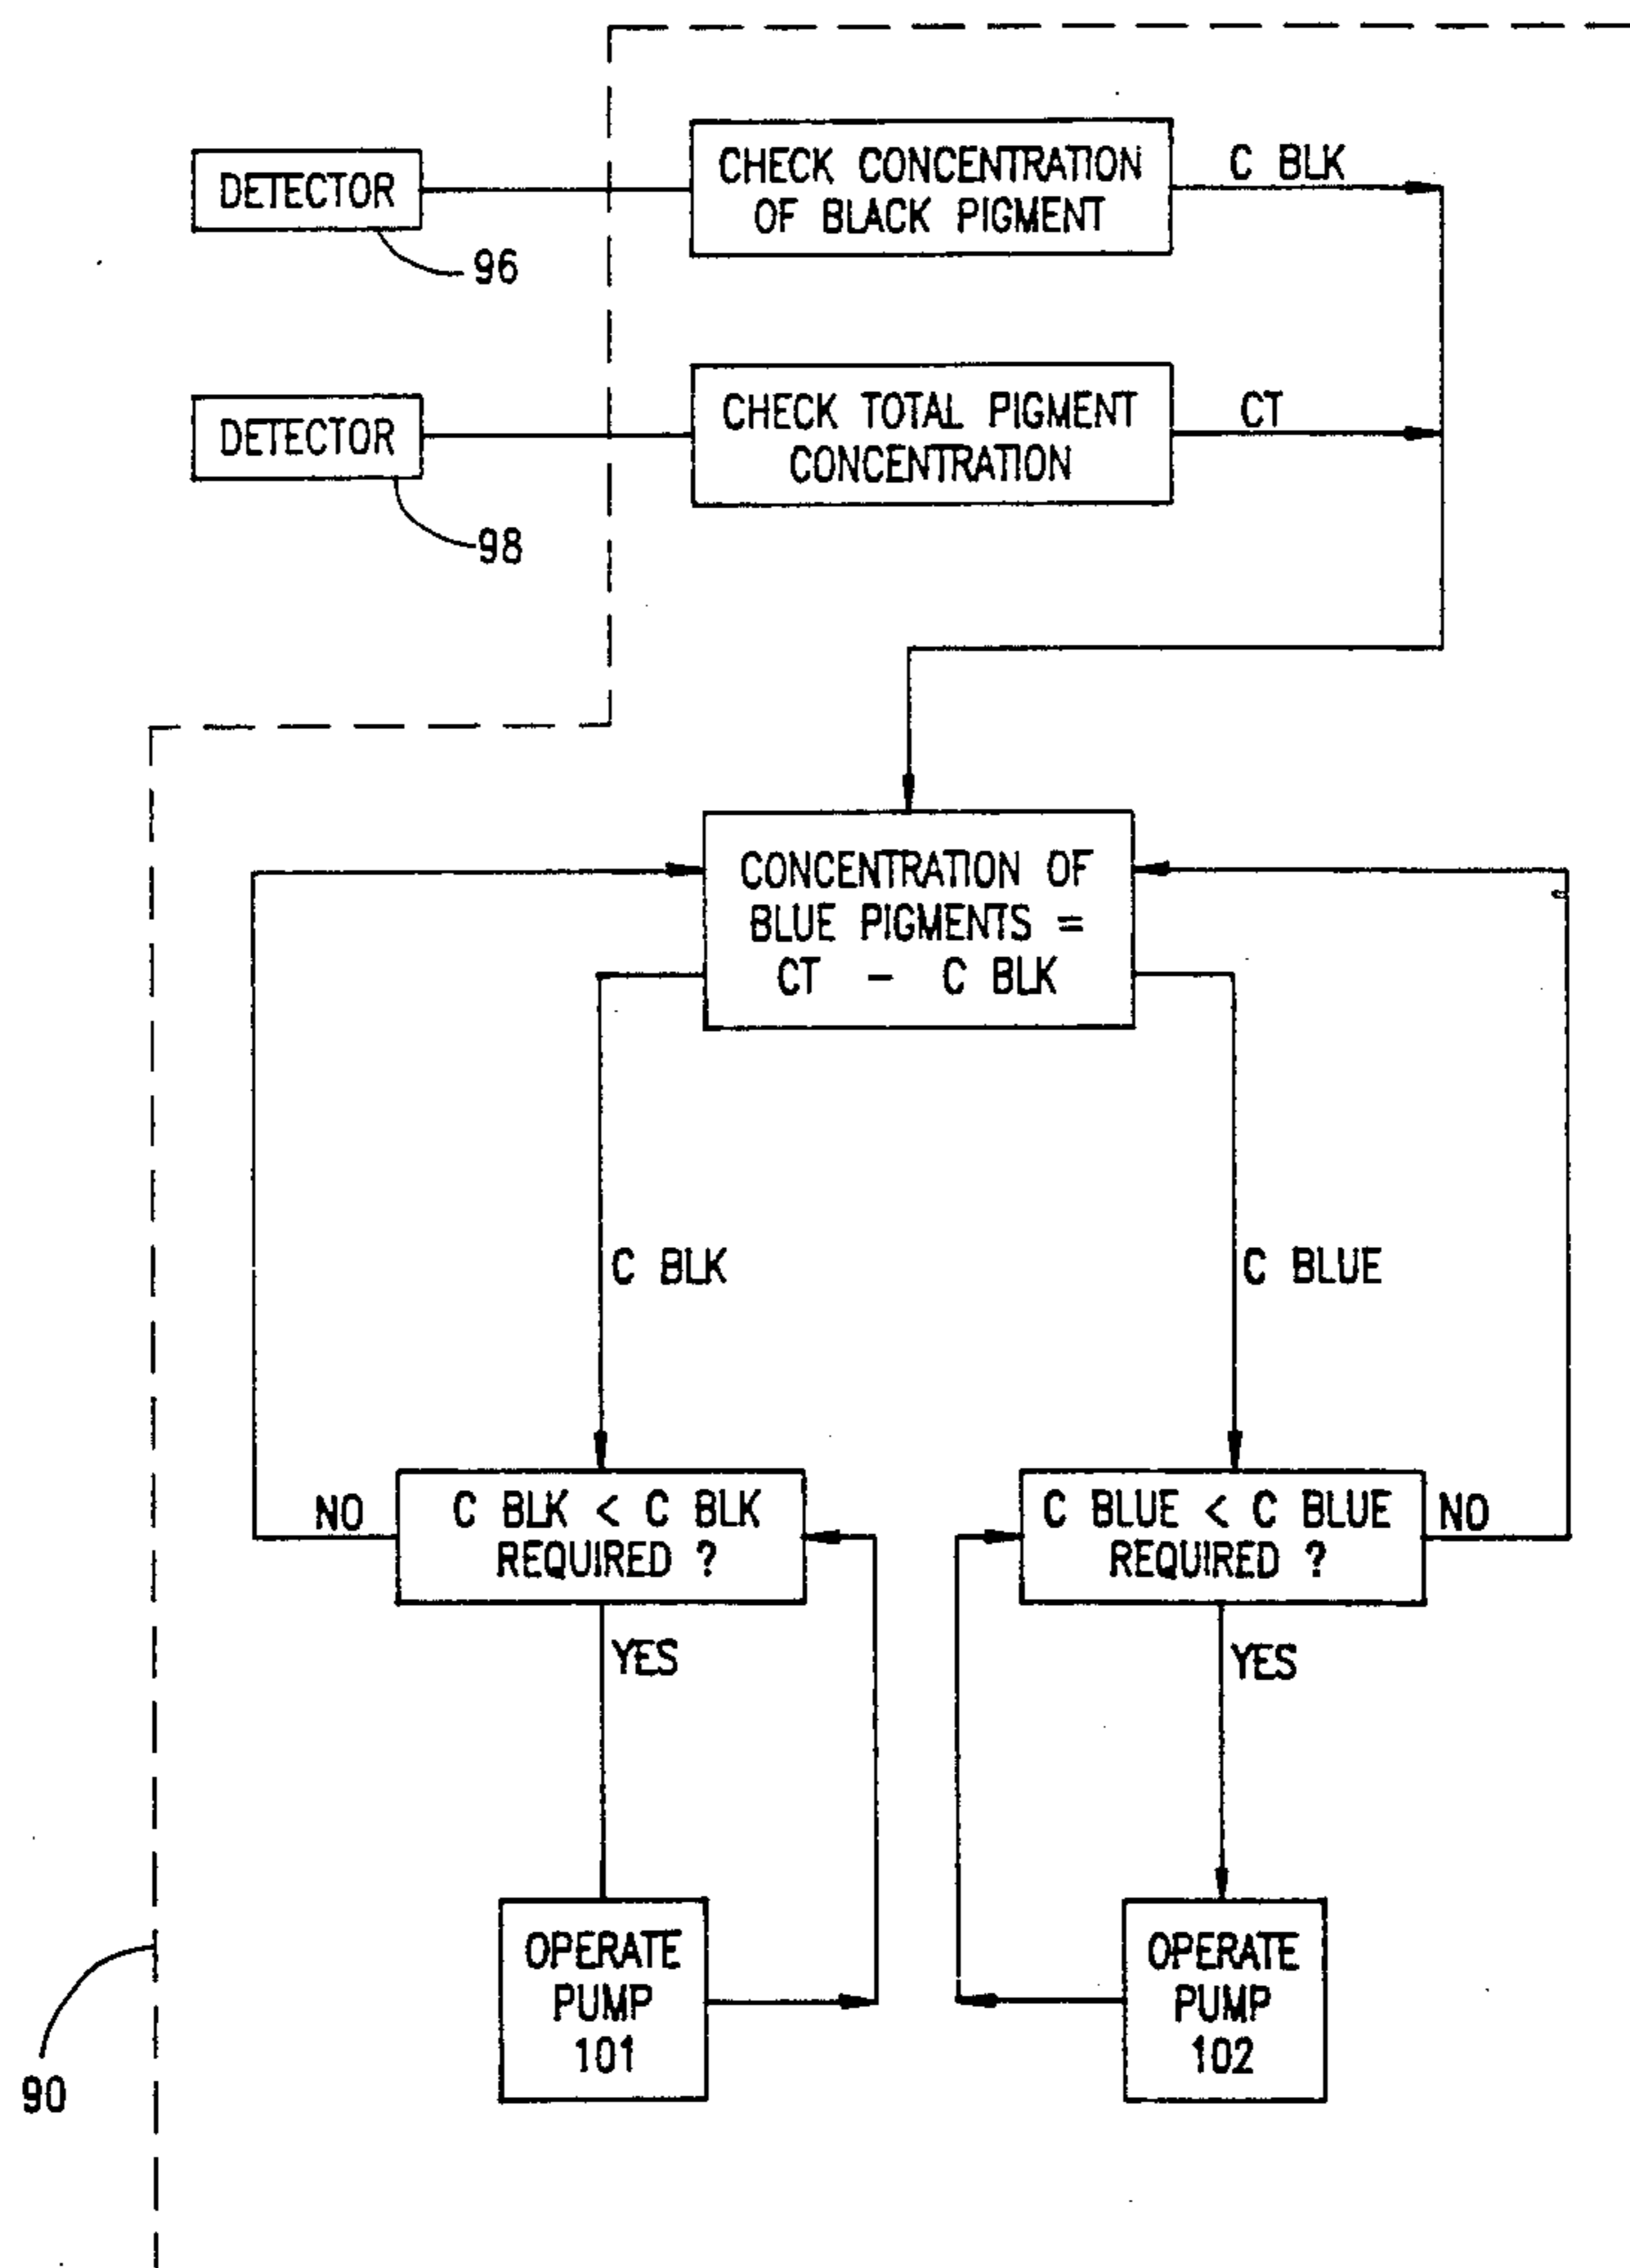 DETECTOR
96
CHECK CONCENTRATION
OF BLACK PIGMENT
C BLK
DETECTOR
98
CHECK TOTAL PIGMENT
CONCENTRATION
CT
CONCENTRATION OF
BLUE PIGMENTS =
CT - C BLK
C BLK
C BLUE
NO
C BLK < C BLK
REQUIRED ?
C BLUE < C BLUE
REQUIRED ?
NO
YES
YES
OPERATE
PUMP
101
OPERATE
PUMP
102
90